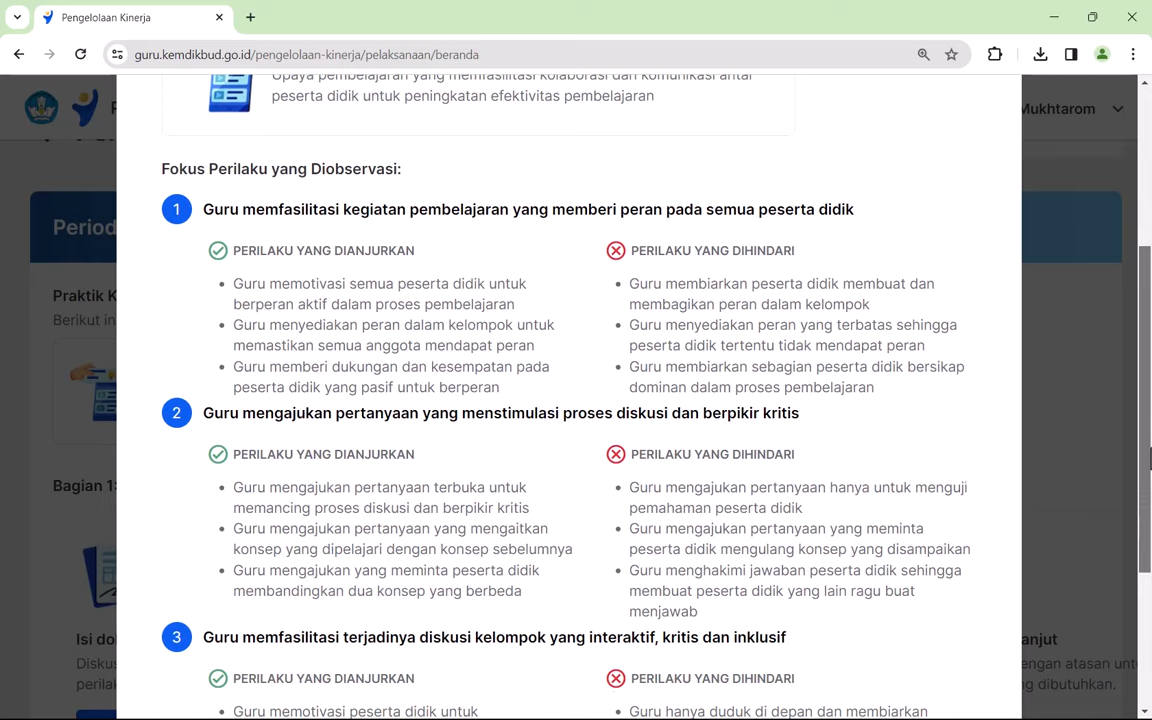 Pengelolaan Kinerja
guru.kemdikbud.go.id/pengelolaan-kinerja/pelaksanaan/beranda
Upaya pembelajaran yang memfasilitasi kolaborasi dan komunikasi antar
peserta didik untuk peningkatan efektivitas pembelajaran
Mukhtarom
Fokus Perilaku yang Diobservasi:
1 Guru memfasilitasi kegiatan pembelajaran yang memberi peran pada semua peserta didik
Period
PERILAKU YANG DIANJURKAN
• Guru memotivasi semua peserta didik untuk
berperan aktif dalam proses pembelajaran
• Guru menyediakan peran dalam kelompok untuk
memastikan semua anggota mendapat peran
• Guru memberi dukungan dan kesempatan pada
peserta didik yang pasif untuk berperan
PERILAKU YANG DIHINDARI
• Guru membiarkan peserta didik membuat dan
membagikan peran dalam kelompok
• Guru menyediakan peran yang terbatas sehingga
peserta didik tertentu tidak mendapat peran
• Guru membiarkan sebagian peserta didik bersikap
dominan dalam proses pembelajaran
Praktik K
Berikut in
2 Guru mengajukan pertanyaan yang menstimulasi proses diskusi dan berpikir kritis
PERILAKU YANG DIANJURKAN
• Guru mengajukan pertanyaan terbuka untuk
memancing proses diskusi dan berpikir kritis
• Guru mengajukan pertanyaan yang mengaitkan
konsep yang dipelajari dengan konsep sebelumnya
• Guru mengajukan yang meminta peserta didik
membandingkan dua konsep yang berbeda
PERILAKU YANG DIHINDARI
• Guru mengajukan pertanyaan hanya untuk menguji
pemahaman peserta didik
• Guru mengajukan pertanyaan yang meminta
peserta didik mengulang konsep yang disampaikan
• Guru menghakimi jawaban peserta didik sehingga
membuat peserta didik yang lain ragu buat
menjawab
Bagian 1:
3 Guru memfasilitasi terjadinya diskusi kelompok yang interaktif, kritis dan inklusif
Isi do
Diskus
perila
anjut
engan atasan unt
g dibutuhkan.
PERILAKU YANG DIANJURKAN
• Guru memotivasi peserta didik untuk
PERILAKU YANG DIHINDARI
• Guru hanya duduk di depan dan membiarkan